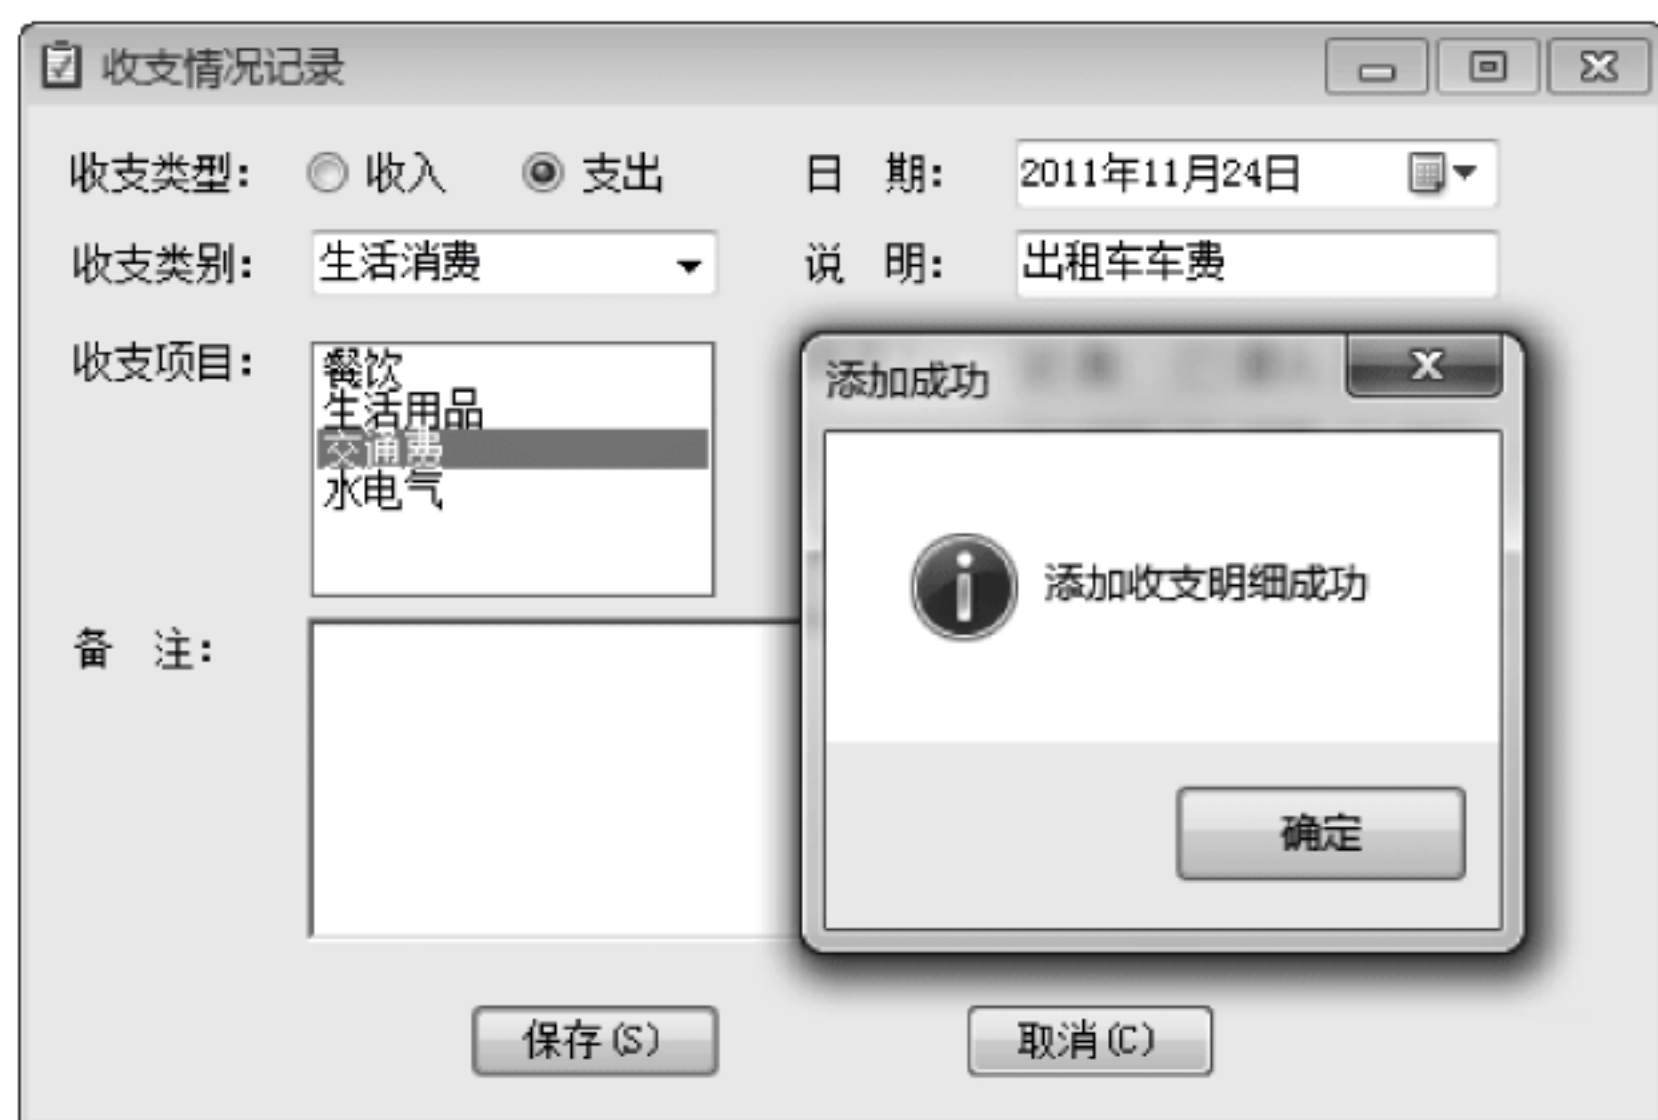 收支情况记录
收支类型： 收入 支出 日 期： 2011年11月24日
收支类别： 生活消费 说 明： 出租车车费
收支项目： 餐饮
生活用品
交通费
水电气
添加成功
添加收支明细成功
确定
备 注：
保存(S) 取消(C)